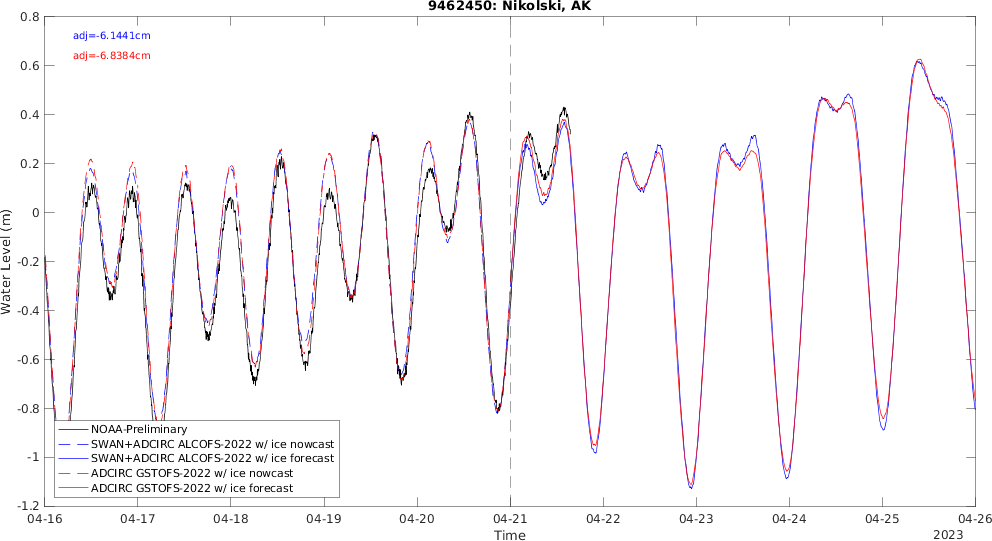 9462450: Nikolski, AK
adj=-6.1441cm
adj=-6.8384cm
0.8
0.6
0.4
0.2
0
-0.2
-0.4
-0.6
-0.8
-1
-1.2
Water Level (m)
NOAA-Preliminary
SWAN+ADCIRC ALCOFS-2022 w/ ice nowcast
SWAN+ADCIRC ALCOFS-2022 w/ ice forecast
ADCIRC GSTOFS-2022 w/ ice nowcast
ADCIRC GSTOFS-2022 w/ ice forecast
04-16 04-17 04-18 04-19 04-20 04-21 04-22 04-23 04-24 04-25 04-26
Time
2023